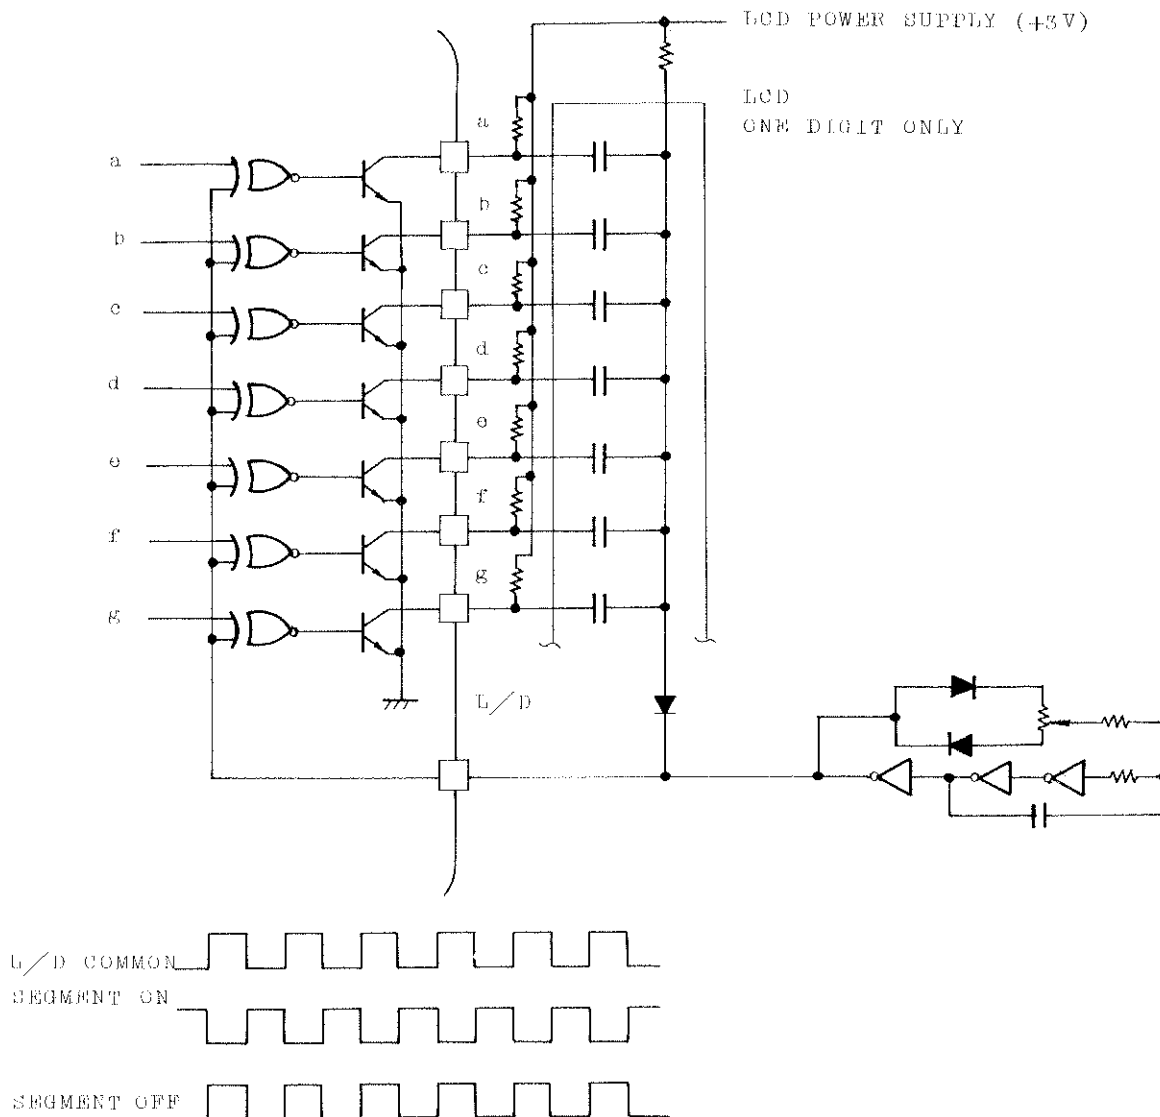 LCD POWER SUPPLY (+3V)
LCD
ONE DIGIT ONLY
a
a
b
b
c
c
d
d
e
e
f
f
g
g
L/D
L/D COMMON
SEGMENT ON
SEGMENT OFF